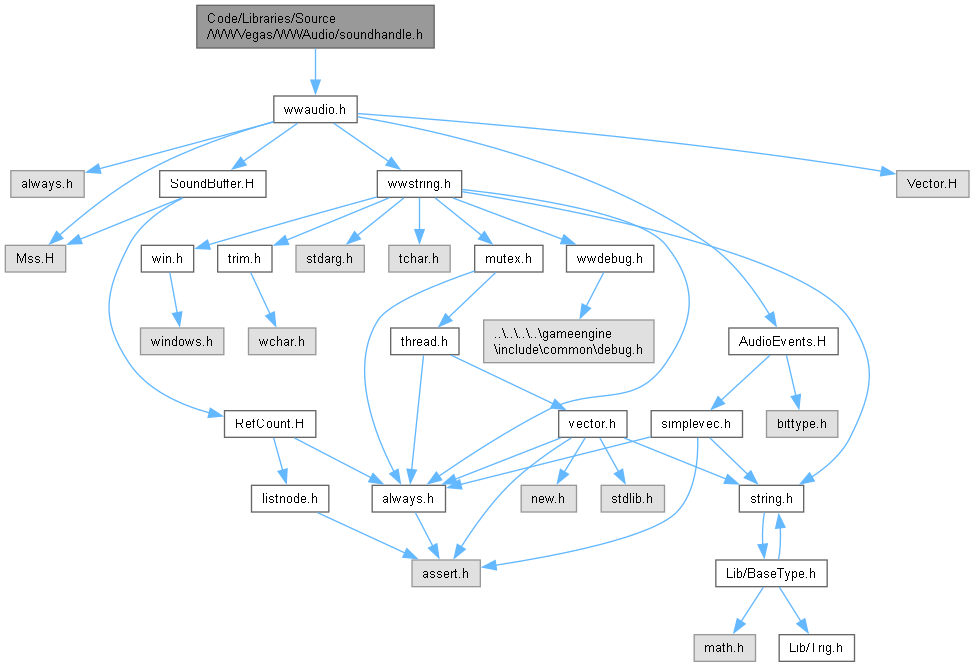 Code/Libraries/Source
/WWVegas/WWAudio/soundhandle.h
wwaudio.h
always.h
SoundBuffer.H
wwstring.h
Vector.H
Mss.H
win.h
trim.h
stdarg.h
tchar.h
mutex.h
wwdebug.h
windows.h
wchar.h
thread.h
..\..\..\..\gameengine
\include\common\debug.h
AudioEvents.H
RefCount.H
vector.h
simplevec.h
bittype.h
listnode.h
always.h
new.h
stdlib.h
string.h
assert.h
Lib/BaseType.h
math.h
Lib/Trig.h